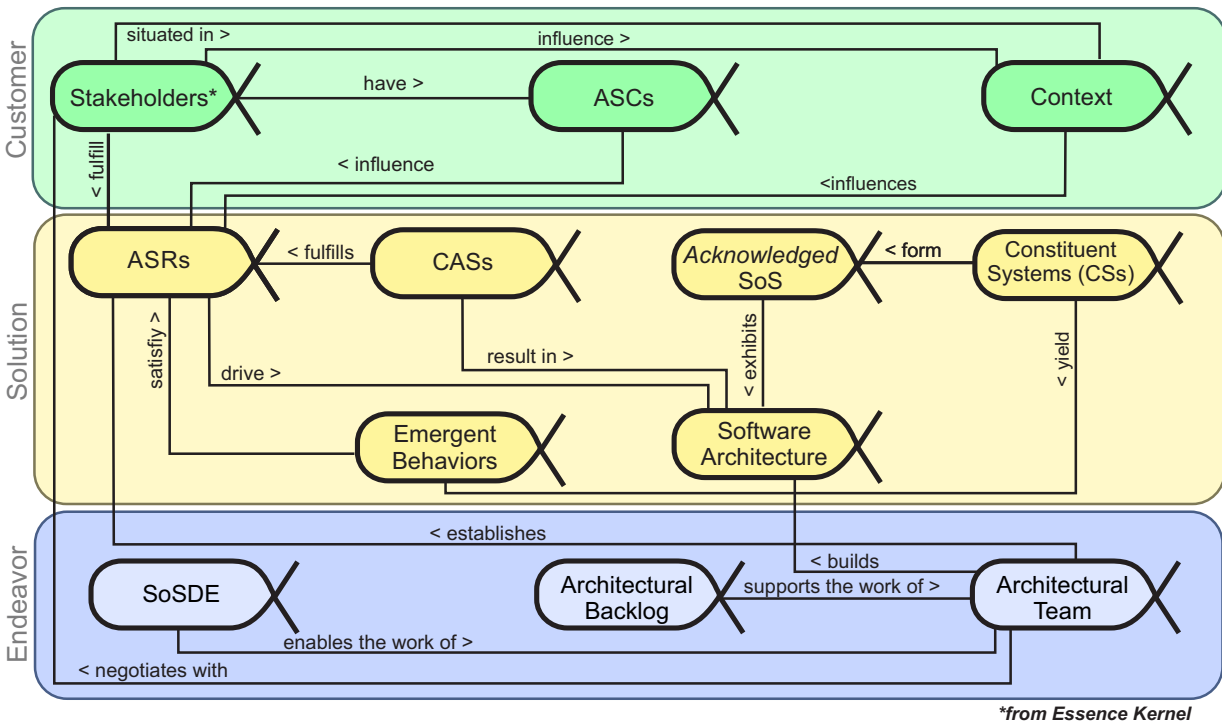 Customer
situated in >
influence >
Stakeholders*
have >
ASCs
Context
< fulfill
< influence
<influences
Solution
ASRs
< fulfills
CASs
Acknowledged
SoS
< form
Constituent
Systems (CSs)
satisfiy >
drive >
result in >
< exhibits
< yield
Emergent
Behaviors
Software
Architecture
Endeavor
< establishes
< builds
SoSDE
Architectural
Backlog
supports the work of >
Architectural
Team
enables the work of >
< negotiates with
*from Essence Kernel